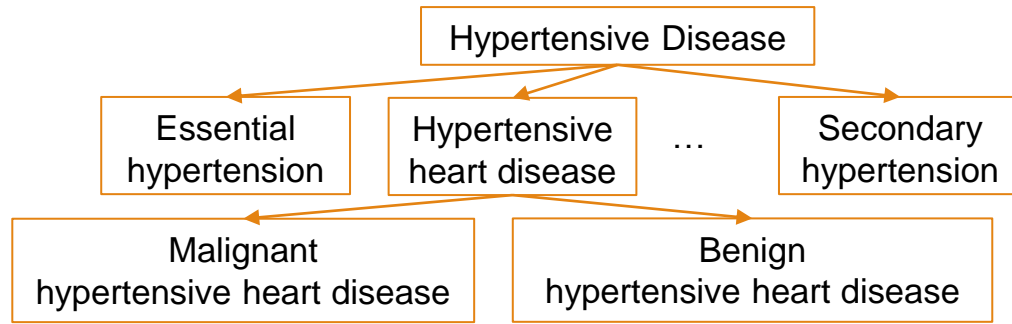 Hypertensive Disease
Essential
hypertension
Hypertensive
heart disease
…
Secondary
hypertension
Malignant
hypertensive heart disease
Benign
hypertensive heart disease